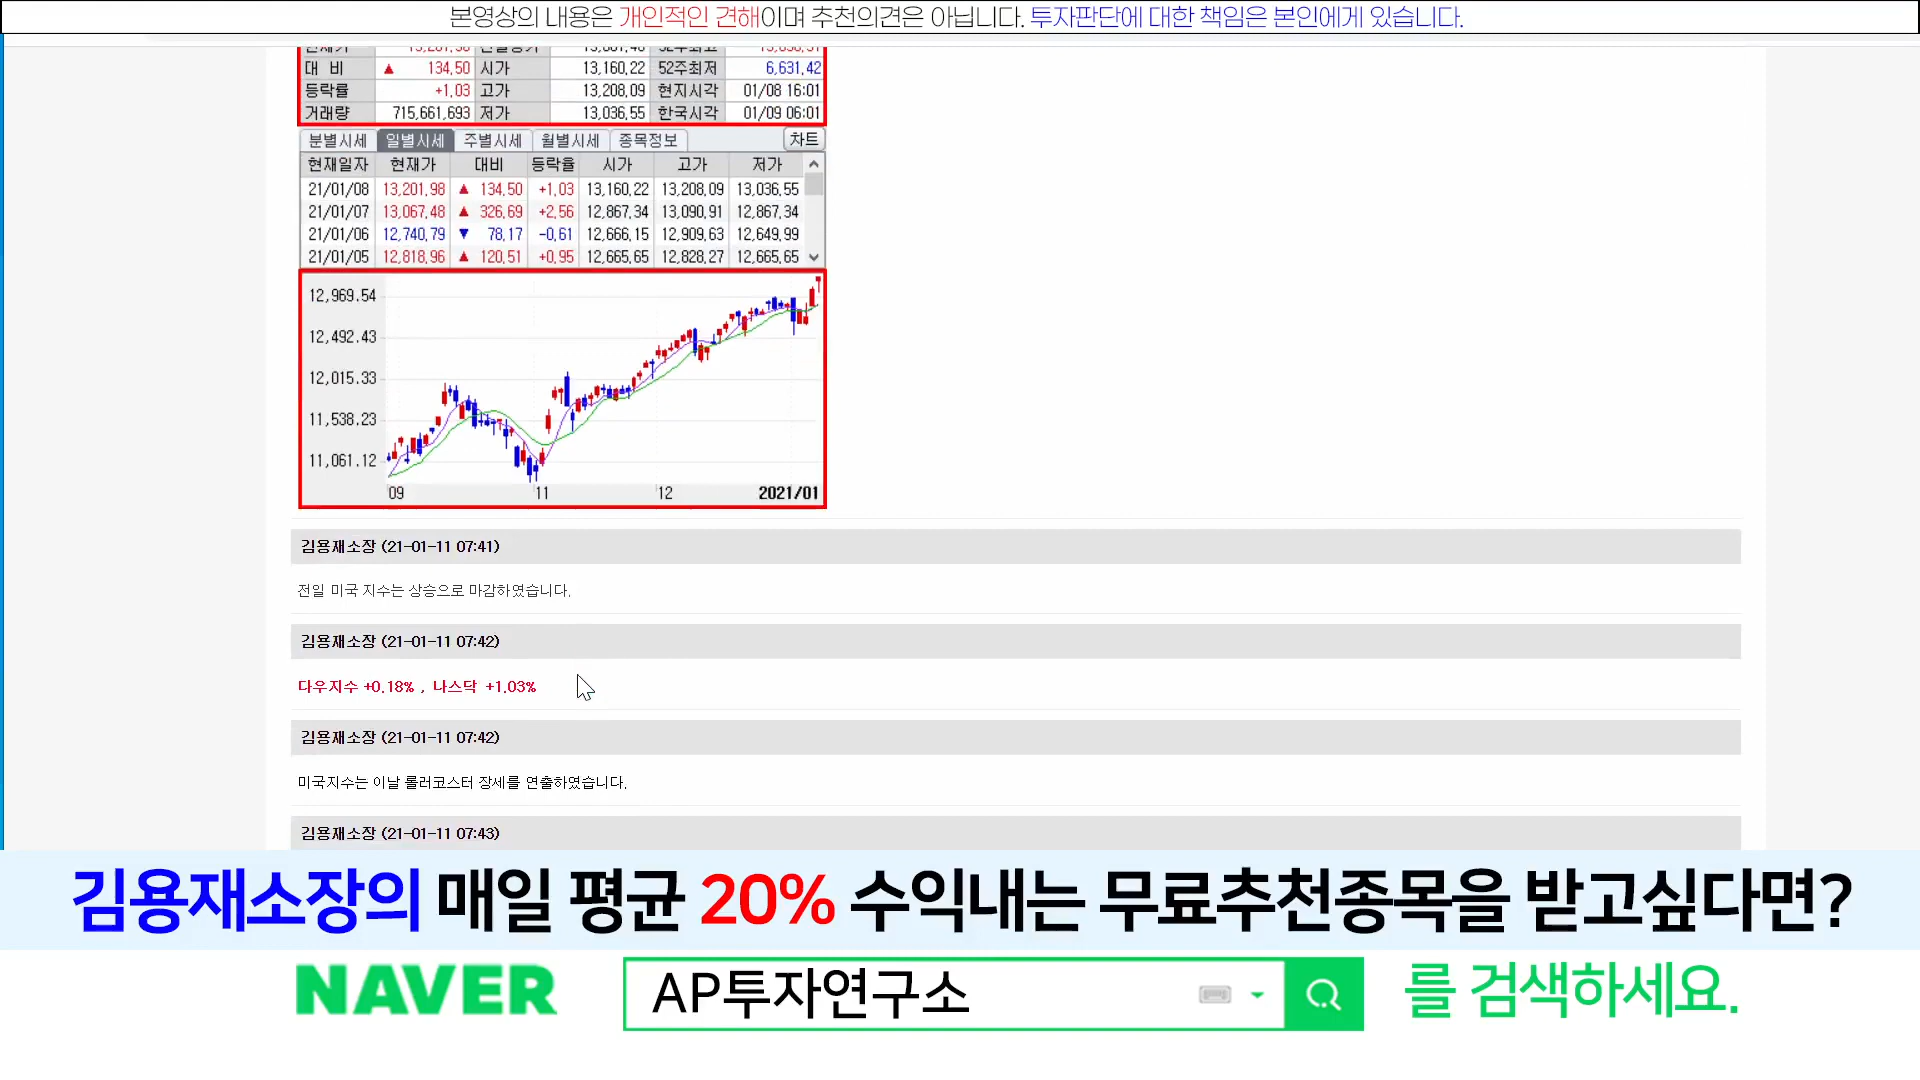 본영상의 내용은 개인적인 견해이며 추천의견은 아닙니다. 투자판단에 대한 책임은 본인에게 있습니다.
대 비 ▲ 134.50 시가 13,160.22 52주최저 6,631.42
등락률 +1.03 고가 13,208.09 현지시각 01/08 16:01
거래량 715,661,693 저가 13,036.55 한국시각 01/09 06:01
분별시세 일별시세 주별시세 월별시세 종목정보 차트
현재일자 현재가 대비 등락율 시가 고가 저가
21/01/08 13,201.98 ▲ 134.50 +1.03 13,160.22 13,208.09 13,036.55
21/01/07 13,067.48 ▲ 326.69 +2.56 12,867.34 13,090.91 12,867.34
21/01/06 12,740.79 ▼ 78.17 -0.61 12,666.15 12,909.63 12,649.99
21/01/05 12,818.96 ▲ 120.51 +0.95 12,665.65 12,828.27 12,665.65
12,969.54
12,492.43
12,015.33
11,538.23
11,061.12
09 11 12 2021/01
김용재소장 (21-01-11 07:41)
전일 미국 지수는 상승으로 마감하였습니다.
김용재소장 (21-01-11 07:42)
다우지수 +0.18% , 나스닥 +1.03%
김용재소장 (21-01-11 07:42)
미국지수는 이날 롤러코스터 장세를 연출하였습니다.
김용재소장 (21-01-11 07:43)
김용재소장의 매일 평균 20% 수익내는 무료추천종목을 받고싶다면?
NAVER AP투자연구소 를 검색하세요.